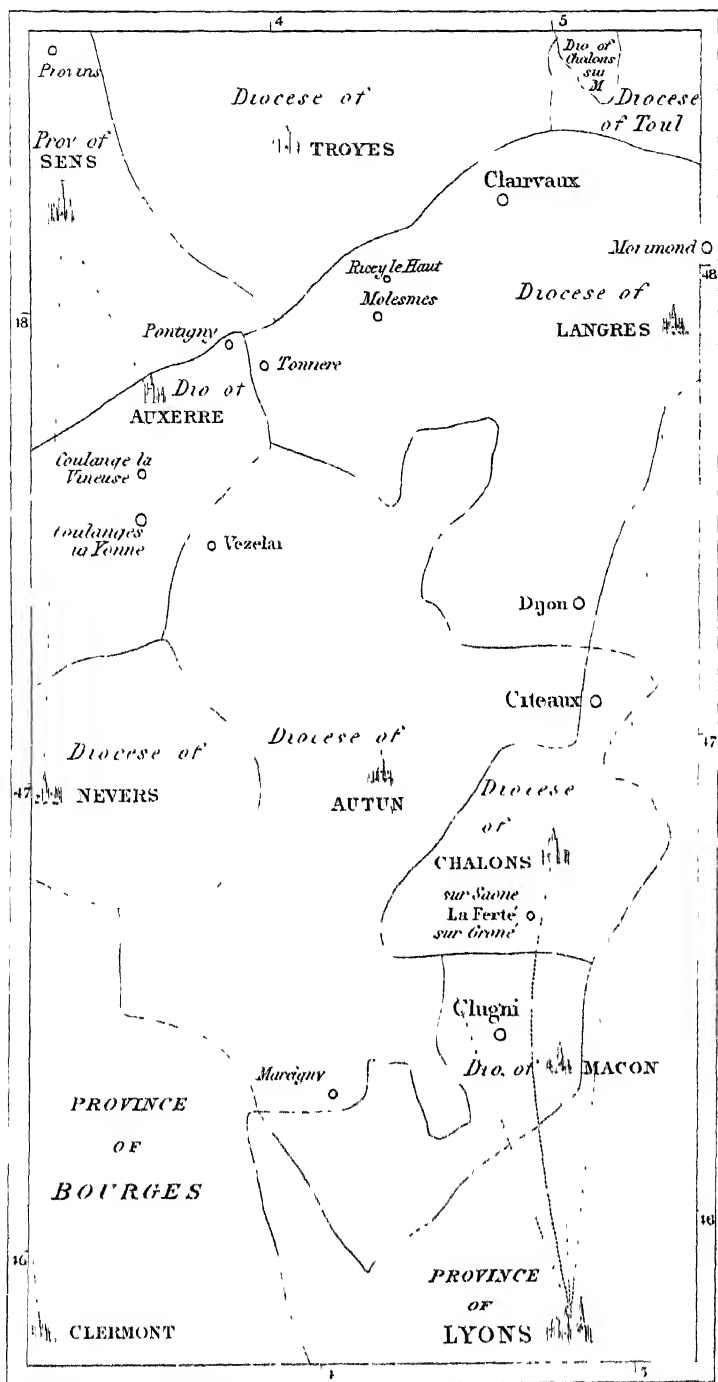 4 5
Provins
Dio of
Chalons
sur
M
Diocese of
TROYES
Diocese
of Toul
Prov of
SENS
Clairvaux
Morimond
Ricey le Haut
48
Molesmes
Diocese of
LANGRES
48
Pontigny
Tonnere
Dio of
AUXERRE
Coulange la
Vineuse
Coulanges
la Yonne
Vezelai
Dijon
Citeaux
Diocese of
NEVERS
47
Diocese of
AUTUN
47
Diocese
of
CHALONS
sur Saone
La Ferté
sur Groné
Clugni
Dio. of MACON
Marcigny
PROVINCE
OF
BOURGES
46
46
PROVINCE
OF
LYONS
CLERMONT